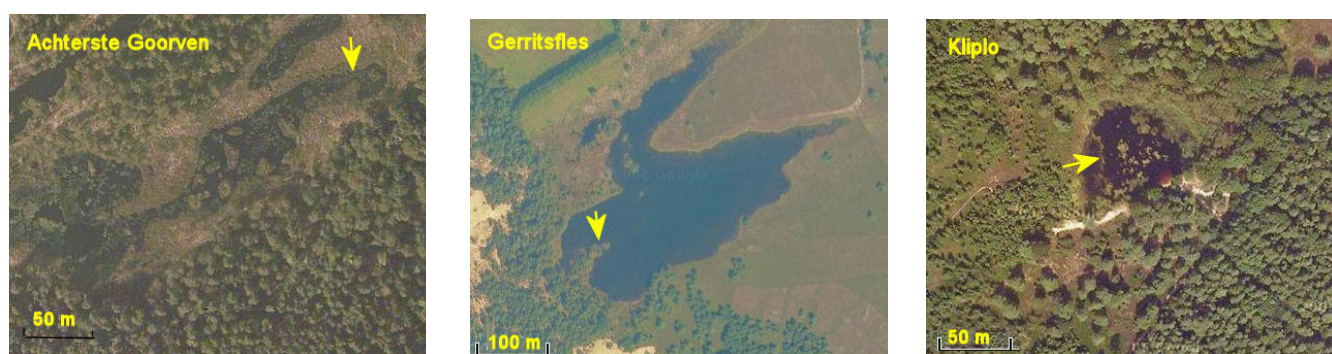 Achterste Goorven
50 m
Gerritsfles
100 m
Kliplo
50 m